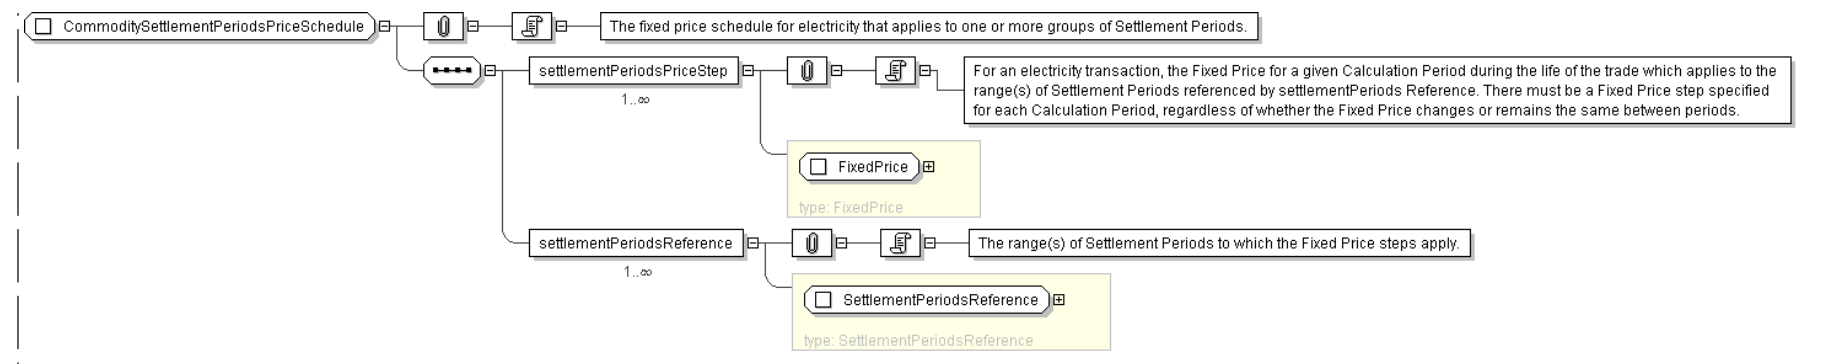 CommoditySettlementPeriodsPriceSchedule
The fixed price schedule for electricity that applies to one or more groups of Settlement Periods.
settlementPeriodsPriceStep
1..∞
For an electricity transaction, the Fixed Price for a given Calculation Period during the life of the trade which applies to the
range(s) of Settlement Periods referenced by settlementPeriods Reference. There must be a Fixed Price step specified
for each Calculation Period, regardless of whether the Fixed Price changes or remains the same between periods.
FixedPrice
type: FixedPrice
settlementPeriodsReference
1..∞
The range(s) of Settlement Periods to which the Fixed Price steps apply.
SettlementPeriodsReference
type: SettlementPeriodsReference